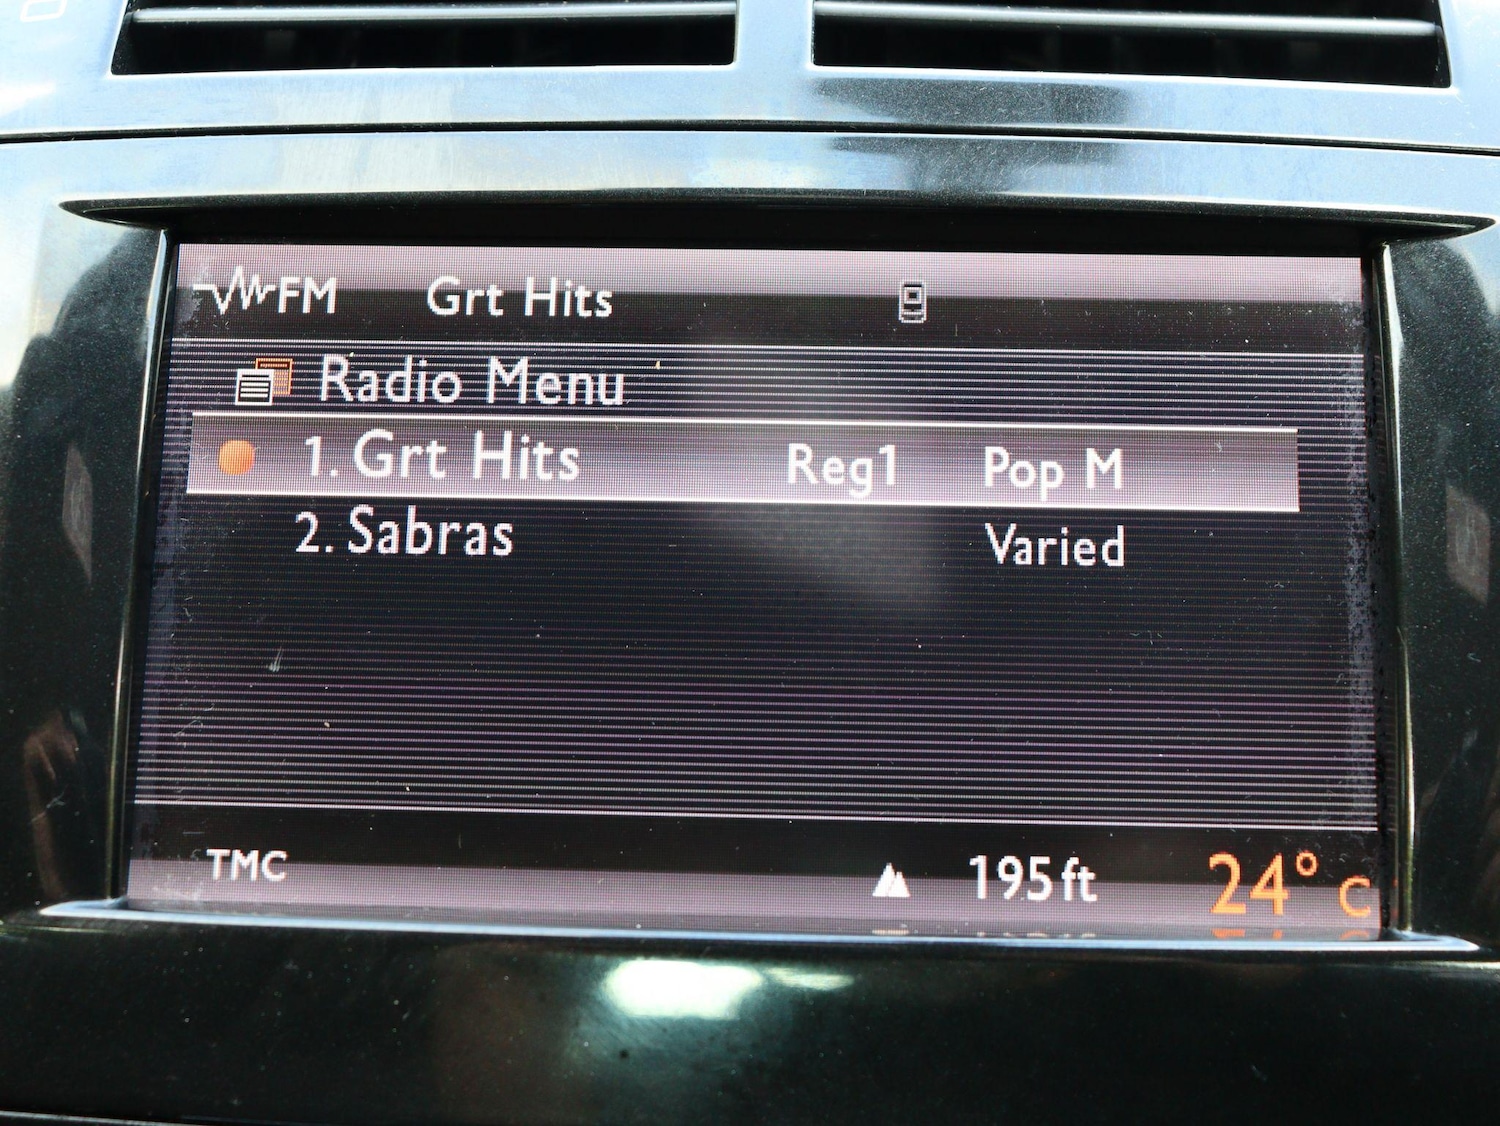 FM Grt Hits
Radio Menu
1. Grt Hits Reg1 Pop M
2. Sabras Varied
TMC 195 ft 24° C